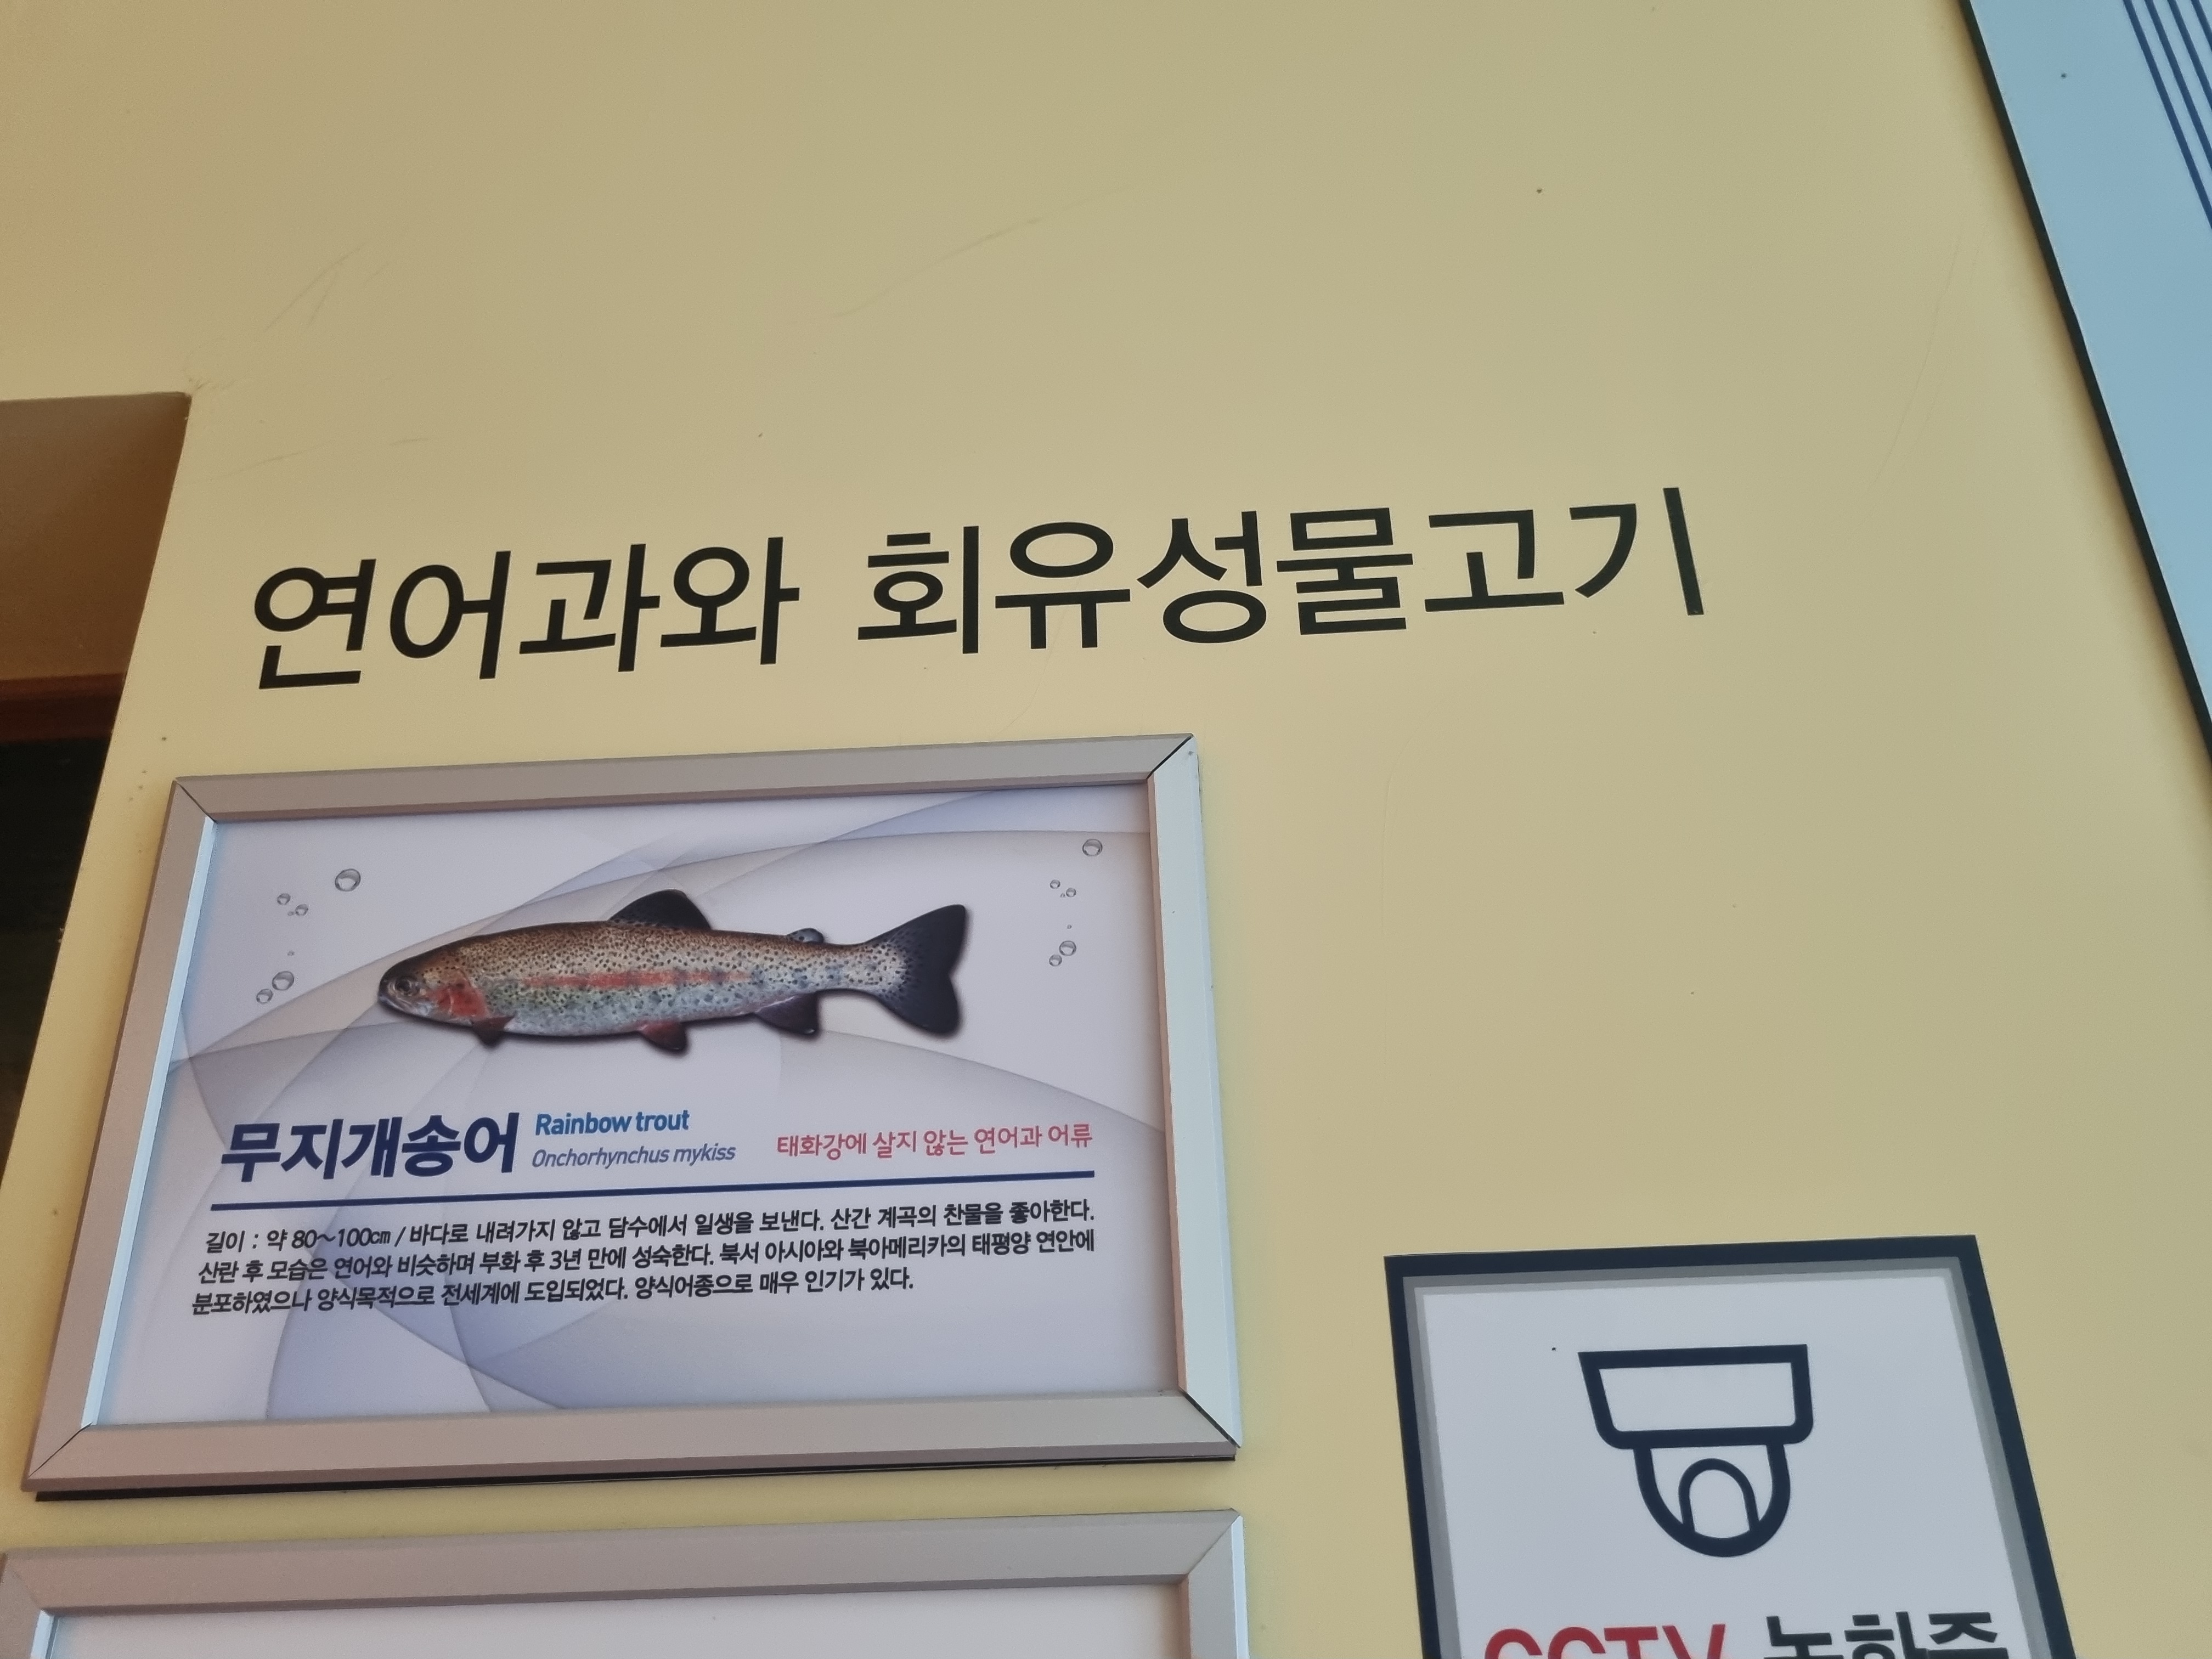 연어과와 회유성물고기
무지개송어 Rainbow trout
Onchorhynchus mykiss
태화강에 살지 않는 연어과 어류
길이 : 약 80~100㎝ / 바다로 내려가지 않고 담수에서 일생을 보낸다. 산간 계곡의 찬물을 좋아한다.
산란 후 모습은 연어와 비슷하며 부화 후 3년 만에 성숙한다. 북서 아시아와 북아메리카의 태평양 연안에
분포하였으나 양식목적으로 전세계에 도입되었다. 양식어종으로 매우 인기가 있다.
CCTV 녹화중